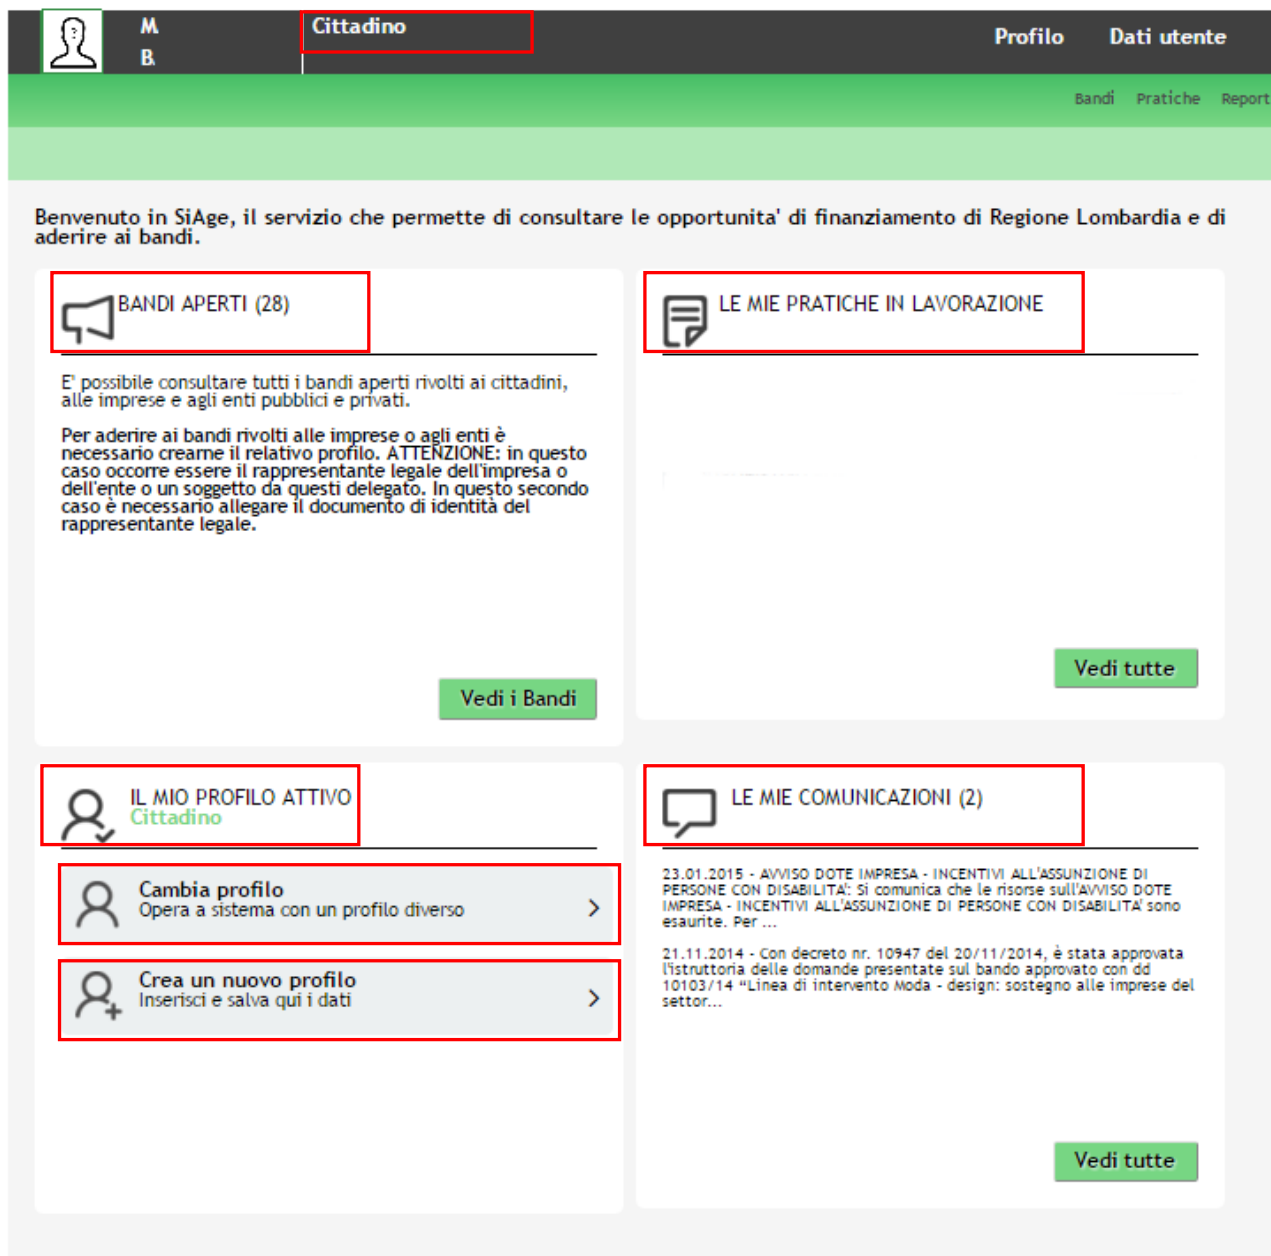 M
B.
Cittadino
Profilo
Dati utente
Bandi
Pratiche
Report
Benvenuto in SiAge, il servizio che permette di consultare le opportunita' di finanziamento di Regione Lombardia e di
aderire ai bandi.
BANDI APERTI (28)
E' possibile consultare tutti i bandi aperti rivolti ai cittadini,
alle imprese e agli enti pubblici e privati.
Per aderire ai bandi rivolti alle imprese o agli enti è
necessario crearne il relativo profilo. ATTENZIONE: in questo
caso occorre essere il rappresentante legale dell'impresa o
dell'ente o un soggetto da questi delegato. In questo secondo
caso è necessario allegare il documento di identità del
rappresentante legale.
Vedi i Bandi
LE MIE PRATICHE IN LAVORAZIONE
Vedi tutte
IL MIO PROFILO ATTIVO
Cittadino
Cambia profilo
Opera a sistema con un profilo diverso
Crea un nuovo profilo
Inserisci e salva qui i dati
LE MIE COMUNICAZIONI (2)
23.01.2015 - AVVISO DOTE IMPRESA - INCENTIVI ALL'ASSUNZIONE DI
PERSONE CON DISABILITA': Si comunica che le risorse sull'AVVISO DOTE
IMPRESA - INCENTIVI ALL'ASSUNZIONE DI PERSONE CON DISABILITA' sono
esaurite. Per ...
21.11.2014 - Con decreto nr. 10947 del 20/11/2014, è stata approvata
l'istruttoria delle domande presentate sul bando approvato con dd
10103/14 “Linea di intervento Moda - design: sostegno alle imprese del
settor...
Vedi tutte